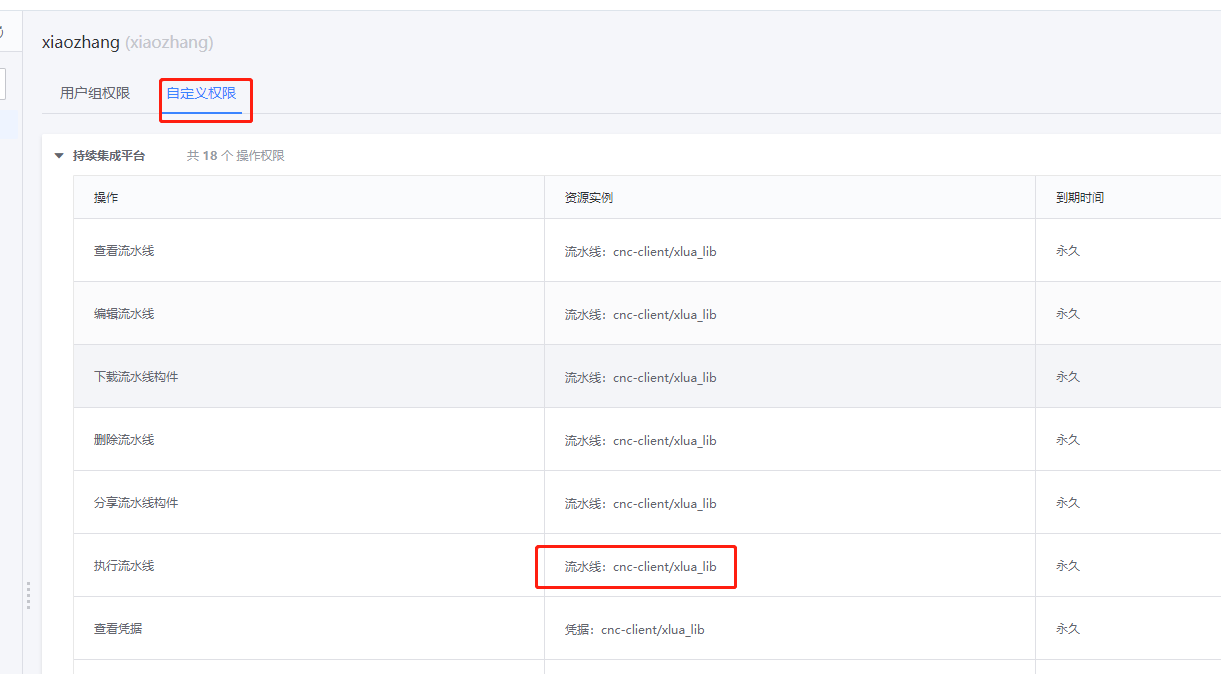 xiaozhang (xiaozhang)
用户组权限 自定义权限
持续集成平台 共 18 个 操作权限
操作 资源实例 到期时间
查看流水线 流水线：cnc-client/xlua_lib 永久
编辑流水线 流水线：cnc-client/xlua_lib 永久
下载流水线构件 流水线：cnc-client/xlua_lib 永久
删除流水线 流水线：cnc-client/xlua_lib 永久
分享流水线构件 流水线：cnc-client/xlua_lib 永久
执行流水线 流水线：cnc-client/xlua_lib 永久
查看凭据 凭据：cnc-client/xlua_lib 永久